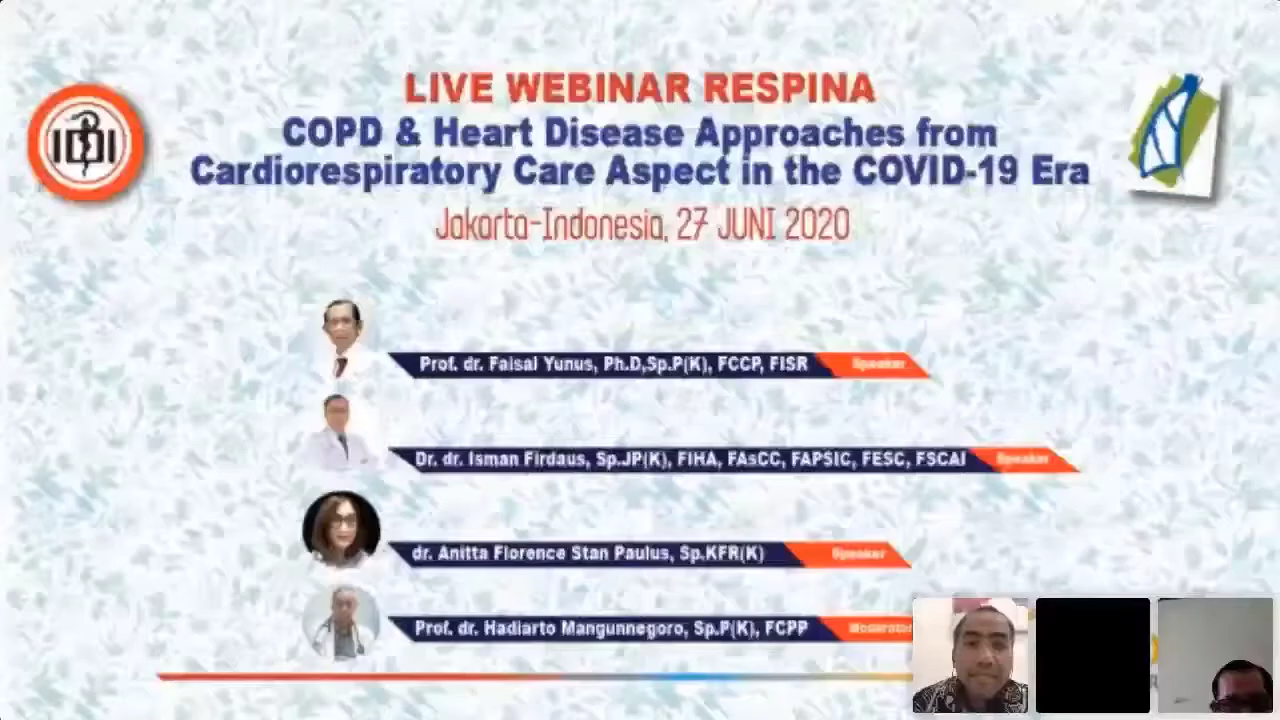 LIVE WEBINAR RESPINA
COPD & Heart Disease Approaches from
Cardiorespiratory Care Aspect in the COVID-19 Era
Jakarta-Indonesia, 27 JUNI 2020
IDI
Prof. dr. Faisal Yunus, Ph.D,Sp.P(K), FCCP, FISR Speaker
Dr. dr. Isman Firdaus, Sp.JP(K), FIHA, FAsCC, FAPSIC, FESC, FSCAI Speaker
dr. Anitta Florence Stan Paulus, Sp.KFR(K) Speaker
Prof. dr. Hadiarto Mangunnegoro, Sp.P(K), FCPP Moderator